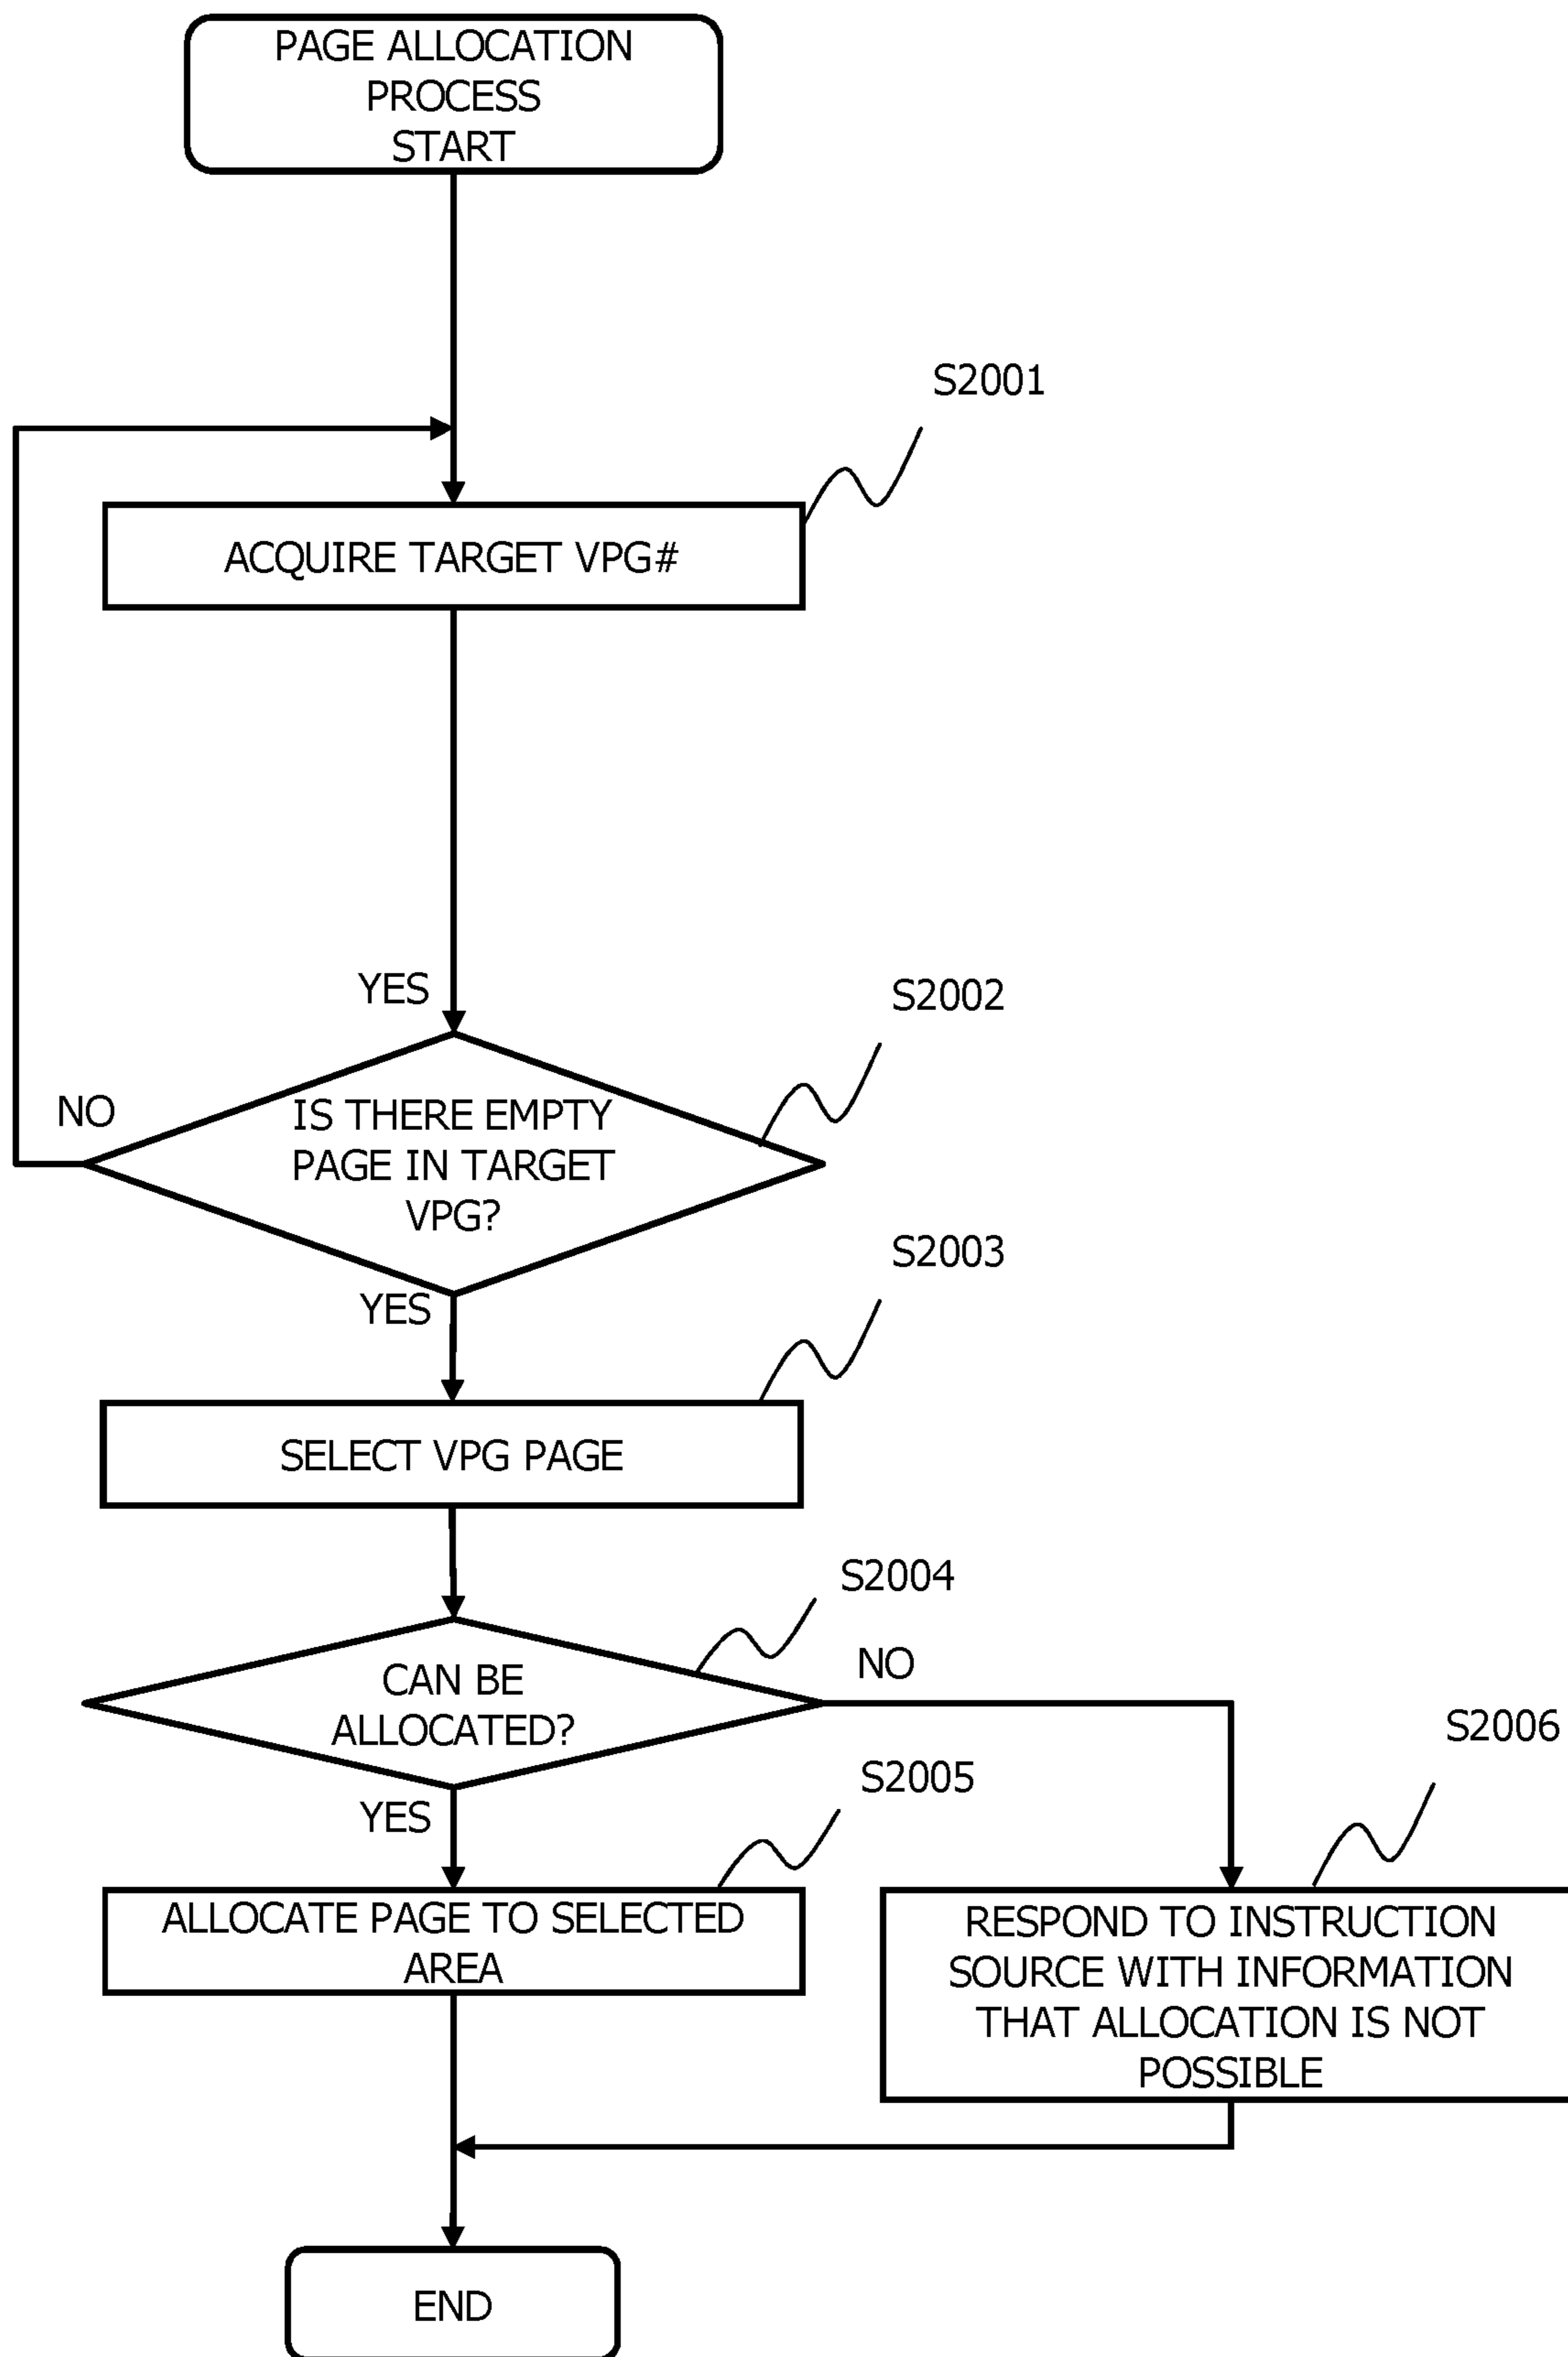 PAGE ALLOCATION
PROCESS
START
S2001
ACQUIRE TARGET VPG#
YES
S2002
NO
IS THERE EMPTY
PAGE IN TARGET
VPG?
S2003
YES
SELECT VPG PAGE
S2004
NO
CAN BE
ALLOCATED?
S2006
S2005
YES
ALLOCATE PAGE TO SELECTED
AREA
RESPOND TO INSTRUCTION
SOURCE WITH INFORMATION
THAT ALLOCATION IS NOT
POSSIBLE
END